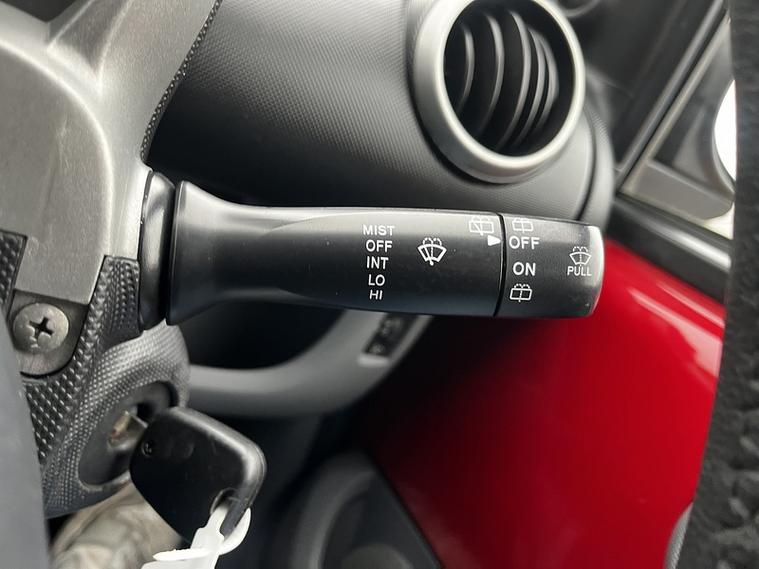 MIST
OFF
INT
LO
HI
OFF
ON
PULL